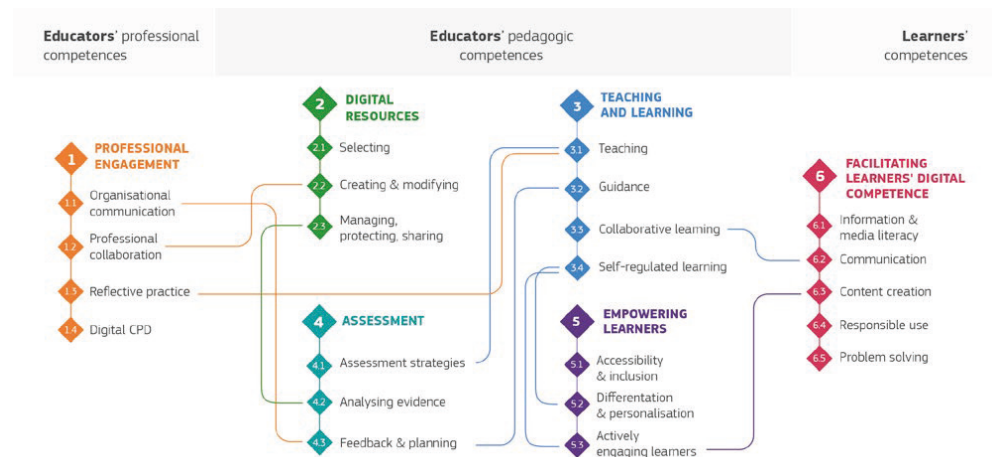 Educators' professional
competences
Educators' pedagogic
competences
Learners'
competences
1
PROFESSIONAL
ENGAGEMENT
1.1
Organisational
communication
1.2
Professional
collaboration
1.3
Reflective practice
1.4
Digital CPD
2
DIGITAL
RESOURCES
2.1
Selecting
2.2
Creating & modifying
2.3
Managing,
protecting, sharing
3
TEACHING
AND LEARNING
3.1
Teaching
3.2
Guidance
3.3
Collaborative learning
3.4
Self-regulated learning
4
ASSESSMENT
4.1
Assessment strategies
4.2
Analysing evidence
4.3
Feedback & planning
5
EMPOWERING
LEARNERS
5.1
Accessibility
& inclusion
5.2
Differentation
& personalisation
5.3
Actively
engaging learners
6
FACILITATING
LEARNERS' DIGITAL
COMPETENCE
6.1
Information &
media literacy
6.2
Communication
6.3
Content creation
6.4
Responsible use
6.5
Problem solving